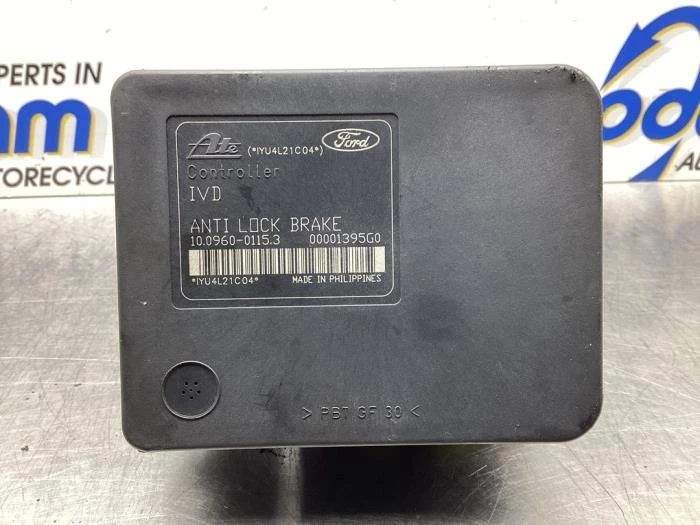 PERTS IN
am
TORECYCL
Ate
(*IYU4L21C04*)
Ford
Controller
IVD
ANTI LOCK BRAKE
10.0960-0115.3 00001395G0
*IYU4L21C04*
MADE IN PHILIPPINES
> PBT GF 30 <